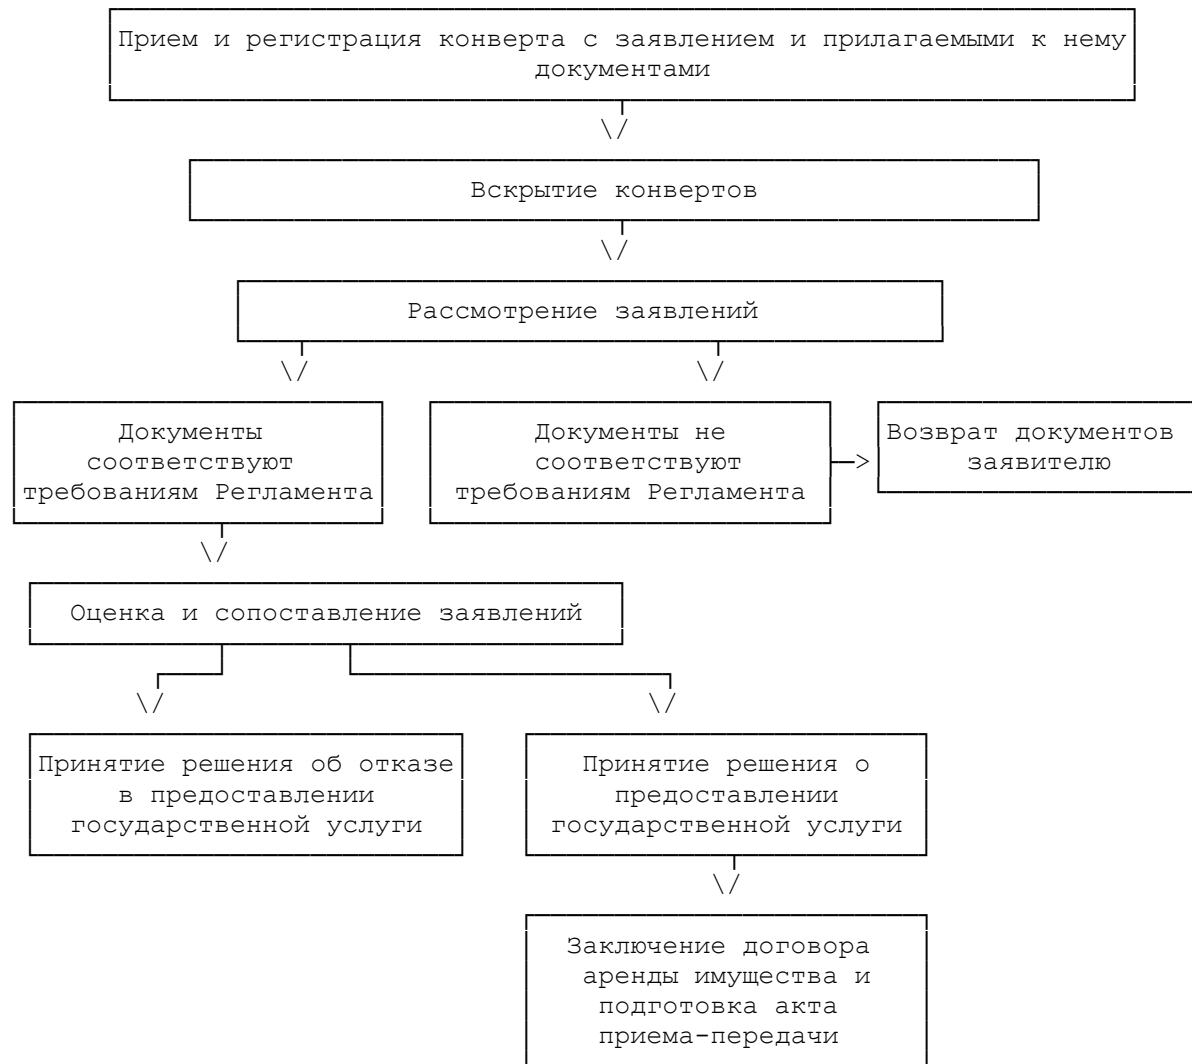 Прием и регистрация конверта с заявлением и прилагаемыми к нему
документами
Вскрытие конвертов
Рассмотрение заявлений
Документы
соответствуют
требованиям Регламента
Документы не
соответствуют
требованиям Регламента
Возврат документов
заявителю
Оценка и сопоставление заявлений
Принятие решения об отказе
в предоставлении
государственной услуги
Принятие решения о
предоставлении
государственной услуги
Заключение договора
аренды имущества и
подготовка акта
приема-передачи